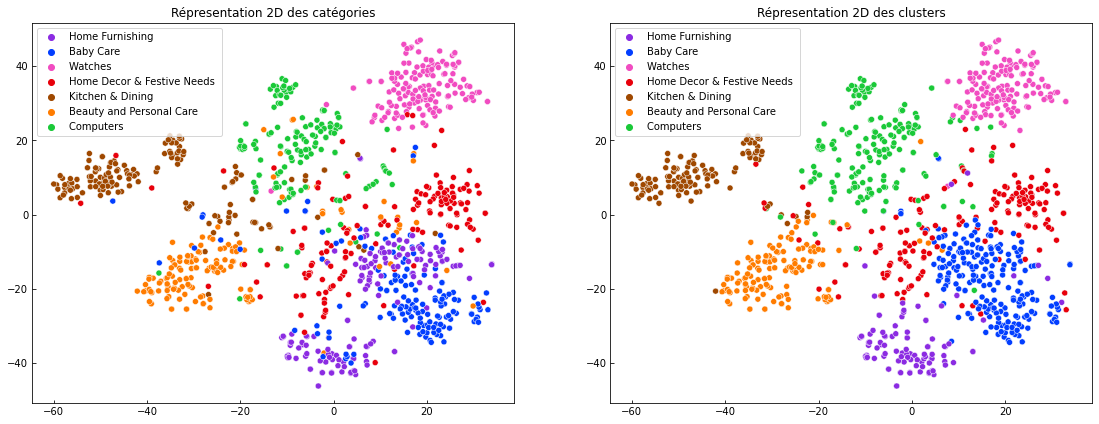 Réprésentation 2D des catégories
Home Furnishing
Baby Care
Watches
Home Decor & Festive Needs
Kitchen & Dining
Beauty and Personal Care
Computers
40
20
0
−20
−40
−60
−40
−20
0
20
Réprésentation 2D des clusters
Home Furnishing
Baby Care
Watches
Home Decor & Festive Needs
Kitchen & Dining
Beauty and Personal Care
Computers
40
20
0
−20
−40
−60
−40
−20
0
20